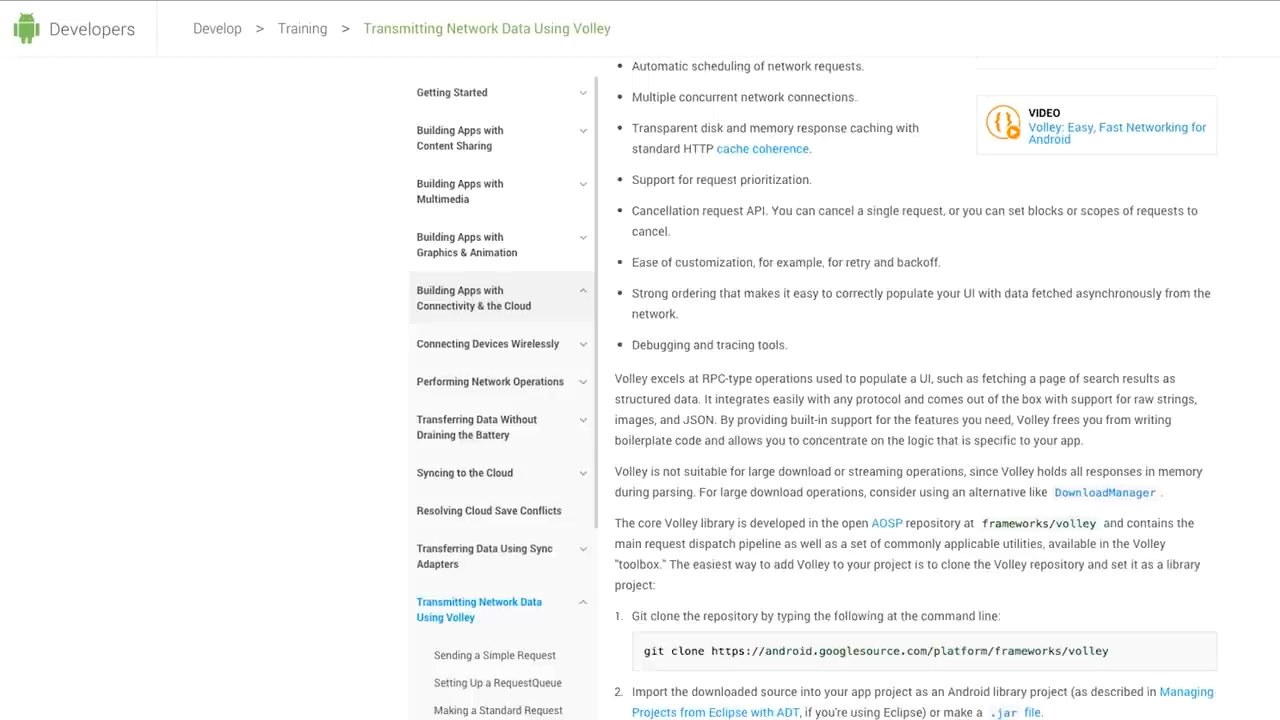 Developers
Develop > Training > Transmitting Network Data Using Volley
Getting Started
Building Apps with
Content Sharing
Building Apps with
Multimedia
Building Apps with
Graphics & Animation
Building Apps with
Connectivity & the Cloud
Connecting Devices Wirelessly
Performing Network Operations
Transferring Data Without
Draining the Battery
Syncing to the Cloud
Resolving Cloud Save Conflicts
Transferring Data Using Sync
Adapters
Transmitting Network Data
Using Volley
Sending a Simple Request
Setting Up a RequestQueue
Making a Standard Request
• Automatic scheduling of network requests.
• Multiple concurrent network connections.
• Transparent disk and memory response caching with
standard HTTP cache coherence.
• Support for request prioritization.
• Cancellation request API. You can cancel a single request, or you can set blocks or scopes of requests to
cancel.
• Ease of customization, for example, for retry and backoff.
• Strong ordering that makes it easy to correctly populate your UI with data fetched asynchronously from the
network.
• Debugging and tracing tools.
VIDEO
Volley: Easy, Fast Networking for
Android
Volley excels at RPC-type operations used to populate a UI, such as fetching a page of search results as
structured data. It integrates easily with any protocol and comes out of the box with support for raw strings,
images, and JSON. By providing built-in support for the features you need, Volley frees you from writing
boilerplate code and allows you to concentrate on the logic that is specific to your app.
Volley is not suitable for large download or streaming operations, since Volley holds all responses in memory
during parsing. For large download operations, consider using an alternative like DownloadManager .
The core Volley library is developed in the open AOSP repository at frameworks/volley and contains the
main request dispatch pipeline as well as a set of commonly applicable utilities, available in the Volley
"toolbox." The easiest way to add Volley to your project is to clone the Volley repository and set it as a library
project:
1. Git clone the repository by typing the following at the command line:
git clone https://android.googlesource.com/platform/frameworks/volley
2. Import the downloaded source into your app project as an Android library project (as described in Managing
Projects from Eclipse with ADT, if you're using Eclipse) or make a .jar file.